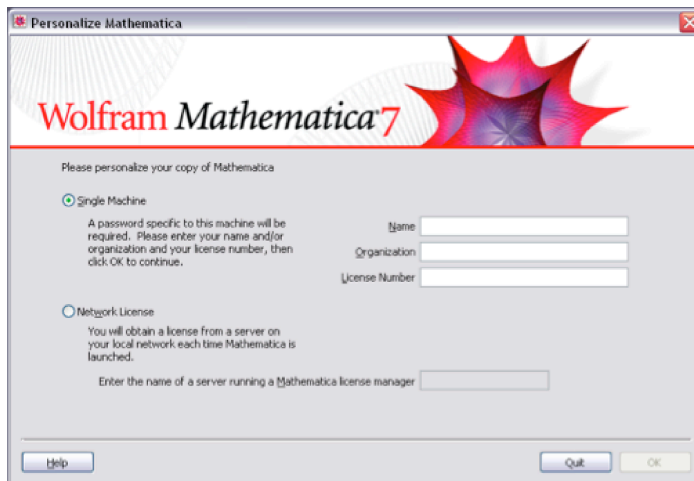 Personalize Mathematica
Wolfram Mathematica 7
Please personalize your copy of Mathematica
Single Machine
A password specific to this machine will be
required. Please enter your name and/or
organization and your license number, then
click OK to continue.
Name
Organization
License Number
Network License
You will obtain a license from a server on
your local network each time Mathematica is
launched.
Enter the name of a server running a Mathematica license manager
Help
Quit
OK